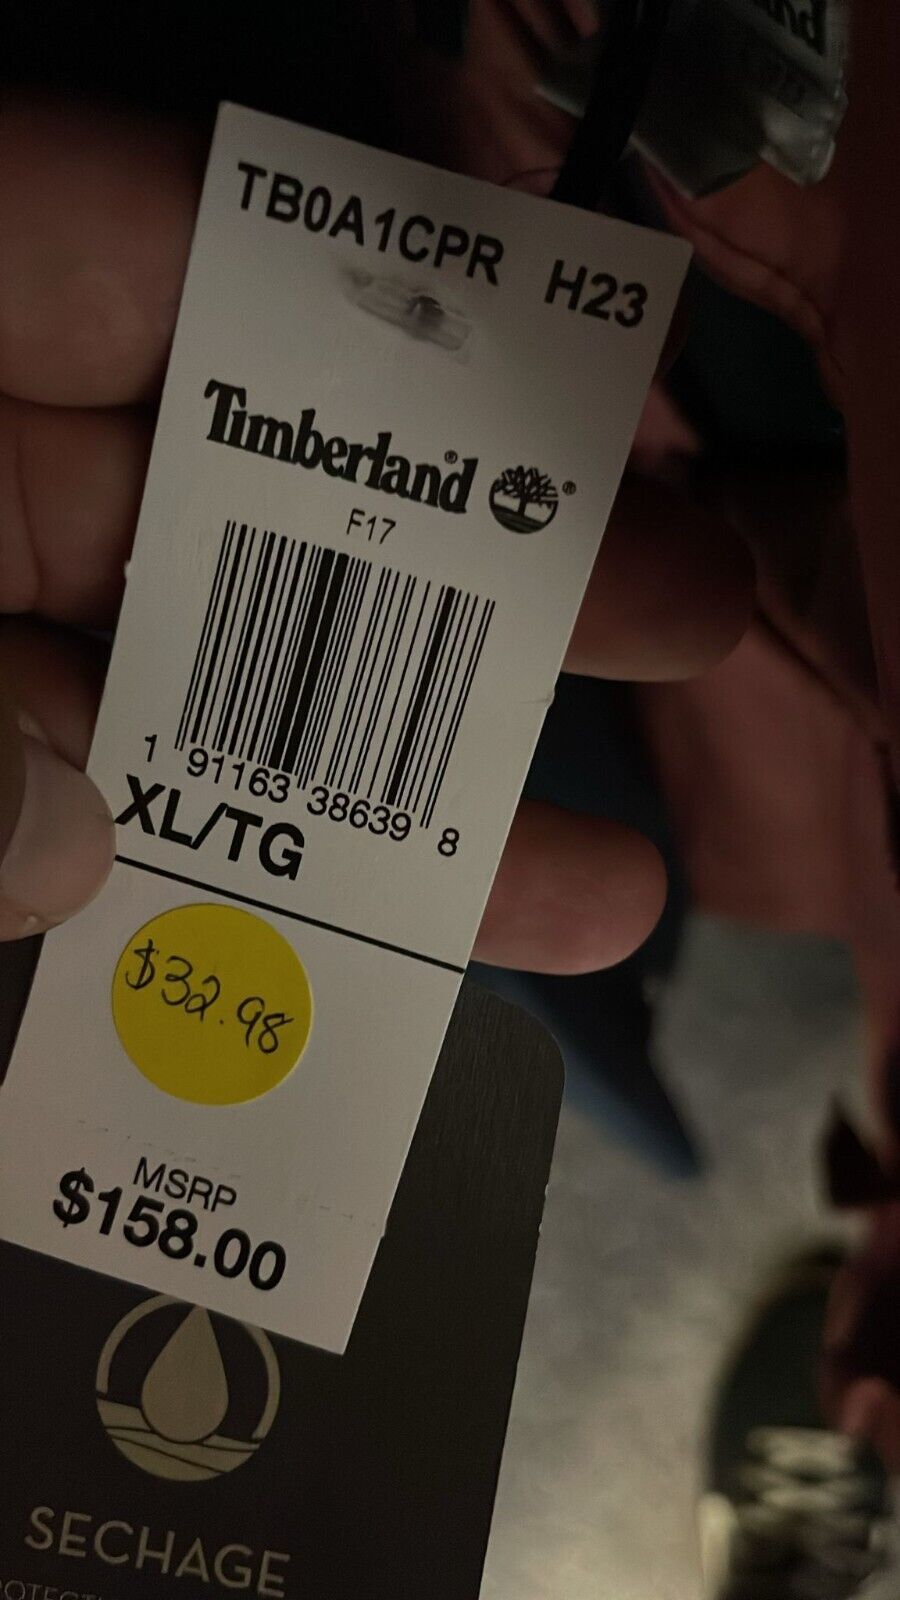 TB0A1CPR H23
Timberland® ®
F17
1 91163 38639 8
XL/TG
$32.98
MSRP
$158.00
SECHAGE